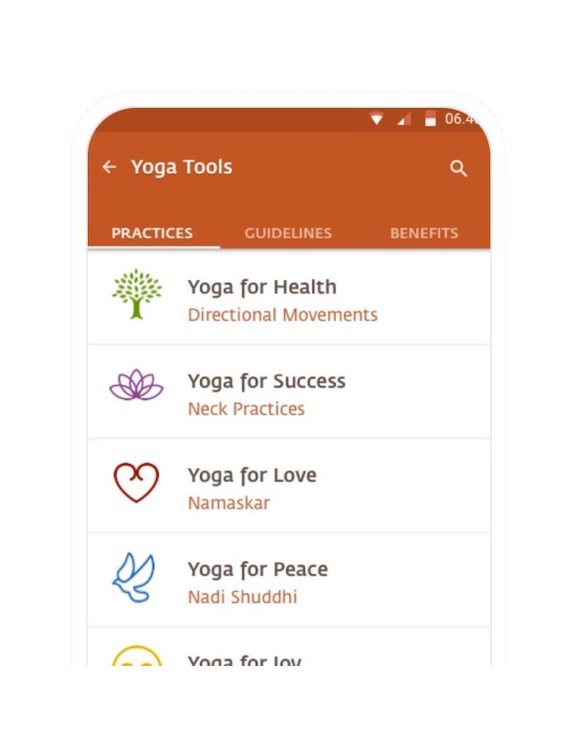 06.4
Yoga Tools
PRACTICES GUIDELINES BENEFITS
Yoga for Health
Directional Movements
Yoga for Success
Neck Practices
Yoga for Love
Namaskar
Yoga for Peace
Nadi Shuddhi
Yoga for Joy